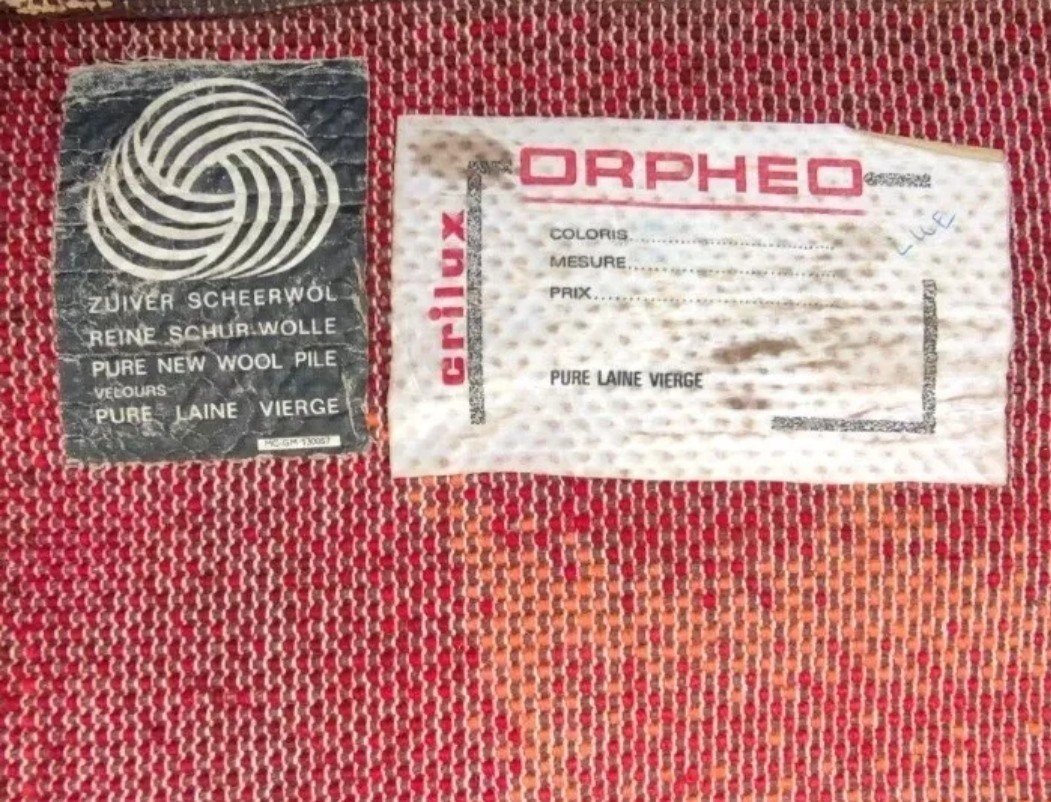 ZUIVER SCHEERWOL
REINE SCHUR-WOLLE
PURE NEW WOOL PILE
VELOURS
PURE LAINE VIERGE
crilux
ORPHEO
COLORIS
MESURE
PRIX
PURE LAINE VIERGE